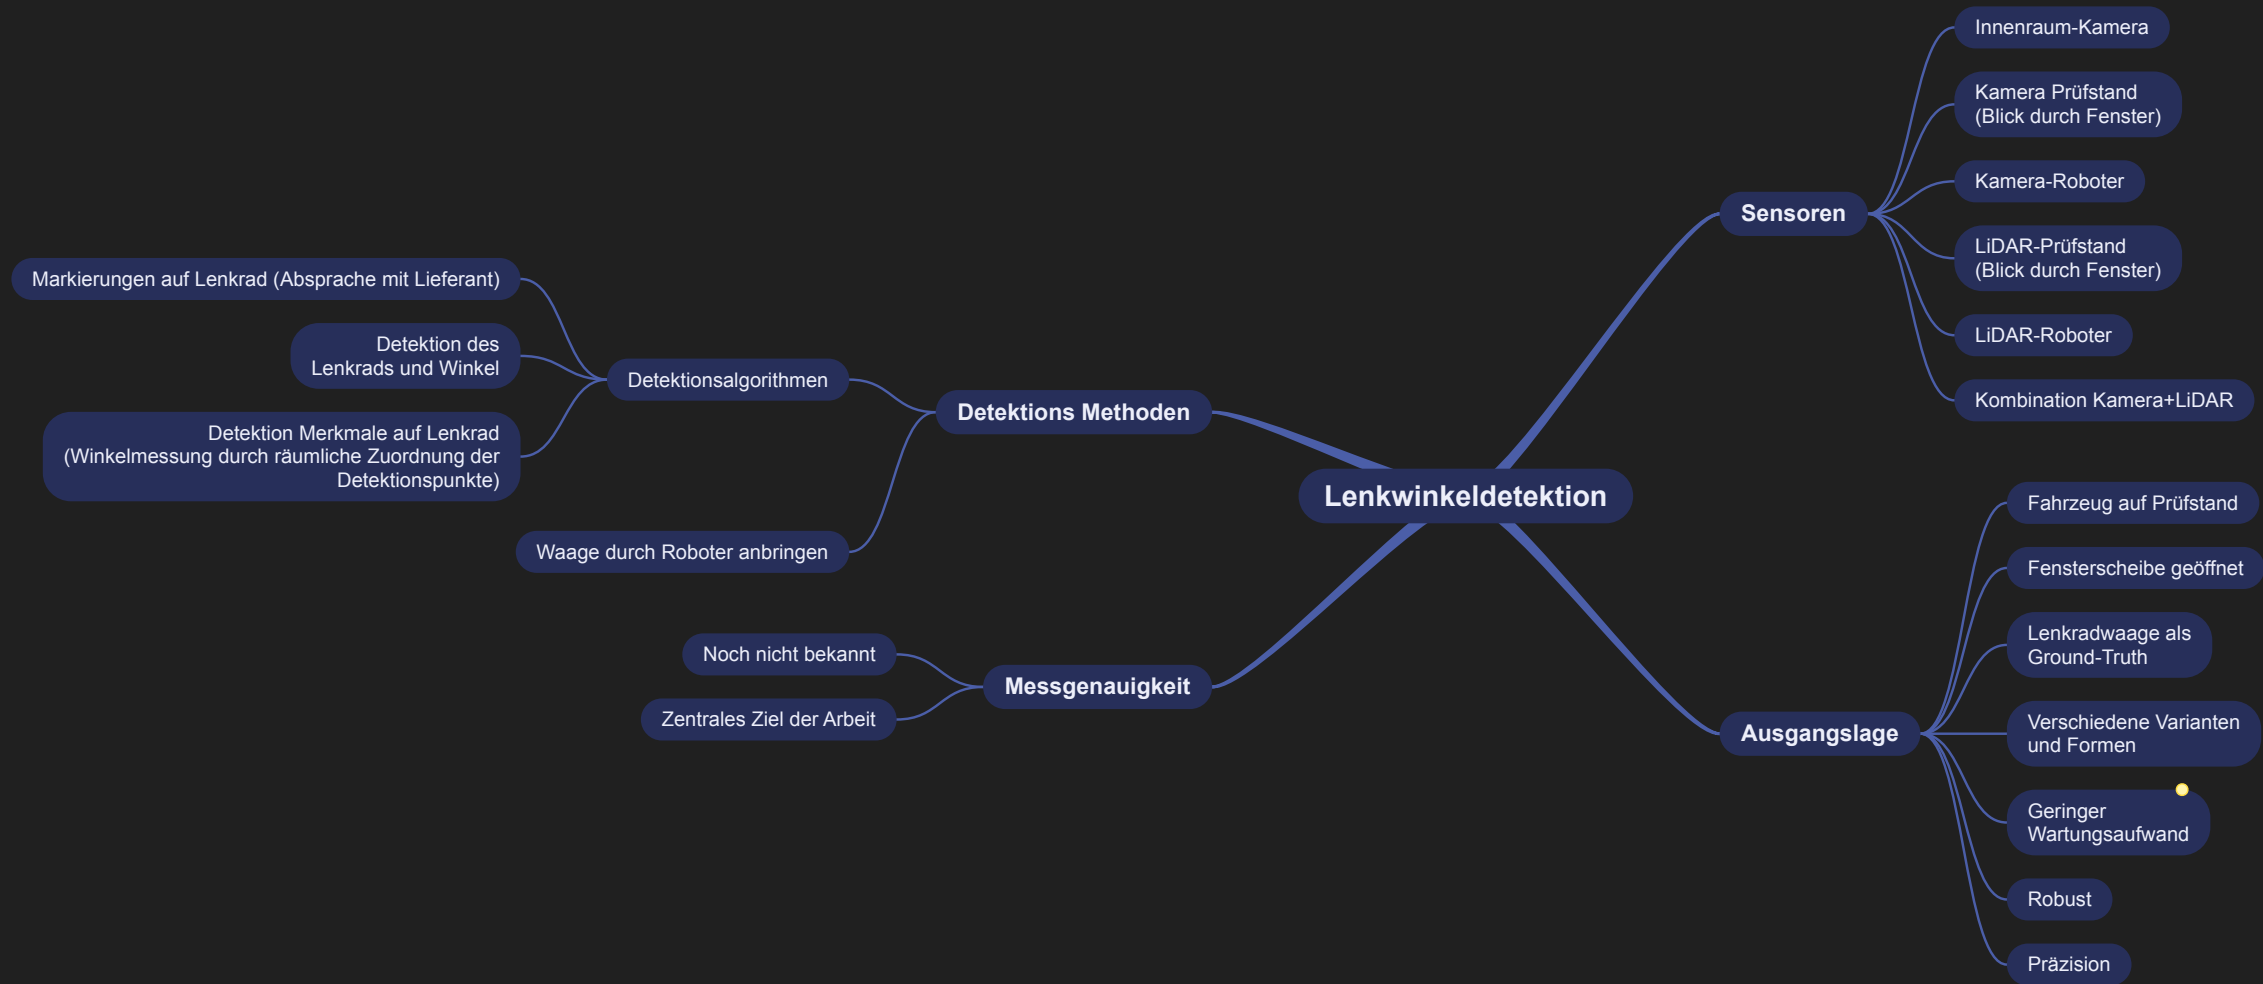 Lenkwinkeldetektion
Sensoren
Innenraum-Kamera
Kamera Prüfstand
(Blick durch Fenster)
Kamera-Roboter
LiDAR-Prüfstand
(Blick durch Fenster)
LiDAR-Roboter
Kombination Kamera+LiDAR
Ausgangslage
Fahrzeug auf Prüfstand
Fensterscheibe geöffnet
Lenkradwaage als
Ground-Truth
Verschiedene Varianten
und Formen
Geringer
Wartungsaufwand
Robust
Präzision
Detektions Methoden
Detektionsalgorithmen
Markierungen auf Lenkrad (Absprache mit Lieferant)
Detektion des
Lenkrads und Winkel
Detektion Merkmale auf Lenkrad
(Winkelmessung durch räumliche Zuordnung der
Detektionspunkte)
Waage durch Roboter anbringen
Messgenauigkeit
Noch nicht bekannt
Zentrales Ziel der Arbeit